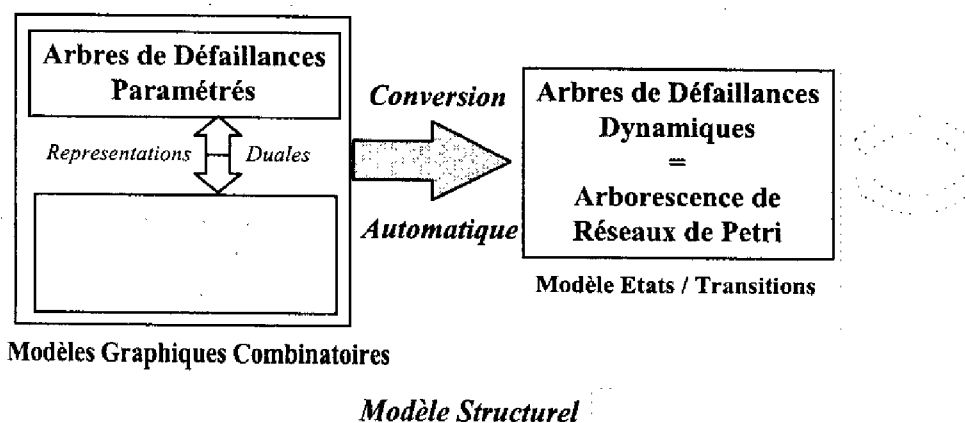 Arbres de Défaillances
Paramétrés
Representations
Duales
Conversion
Automatique
Arbres de Défaillances
Dynamiques
=
Arborescence de
Réseaux de Petri
Modèle Etats / Transitions
Modèles Graphiques Combinatoires
Modèle Structurel